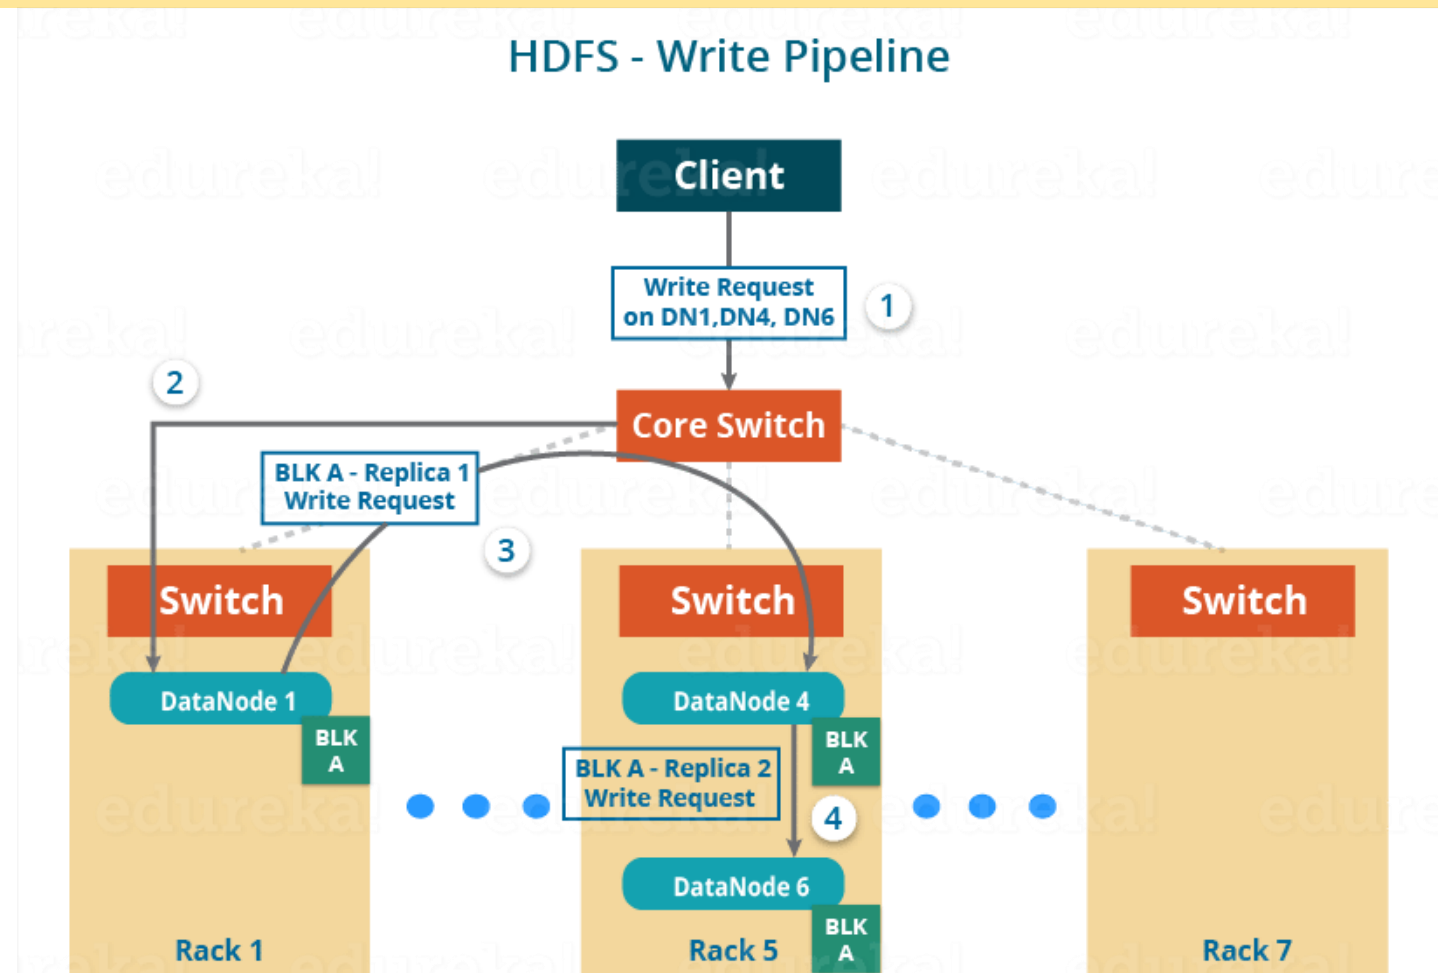 HDFS - Write Pipeline
Client
Write Request
on DN1,DN4, DN6
1
2
Core Switch
BLK A - Replica 1
Write Request
3
Switch
Switch
Switch
DataNode 1
DataNode 4
BLK
A
BLK
A
BLK A - Replica 2
Write Request
4
DataNode 6
BLK
A
Rack 1
Rack 5
Rack 7
edureka!